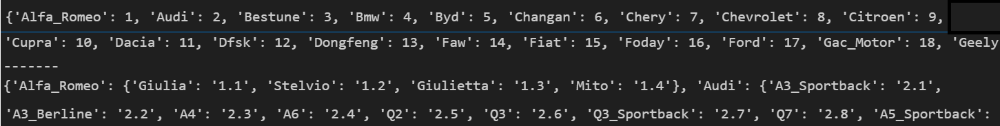 {'Alfa_Romeo': 1, 'Audi': 2, 'Bestune': 3, 'Bmw': 4, 'Byd': 5, 'Changan': 6, 'Chery': 7, 'Chevrolet': 8, 'Citroen': 9,
'Cupra': 10, 'Dacia': 11, 'Dfsk': 12, 'Dongfeng': 13, 'Faw': 14, 'Fiat': 15, 'Foday': 16, 'Ford': 17, 'Gac_Motor': 18, 'Geely
-------
{'Alfa_Romeo': {'Giulia': '1.1', 'Stelvio': '1.2', 'Giulietta': '1.3', 'Mito': '1.4'}, 'Audi': {'A3_Sportback': '2.1',
'A3_Berline': '2.2', 'A4': '2.3', 'A6': '2.4', 'Q2': '2.5', 'Q3': '2.6', 'Q3_Sportback': '2.7', 'Q7': '2.8', 'A5_Sportback':